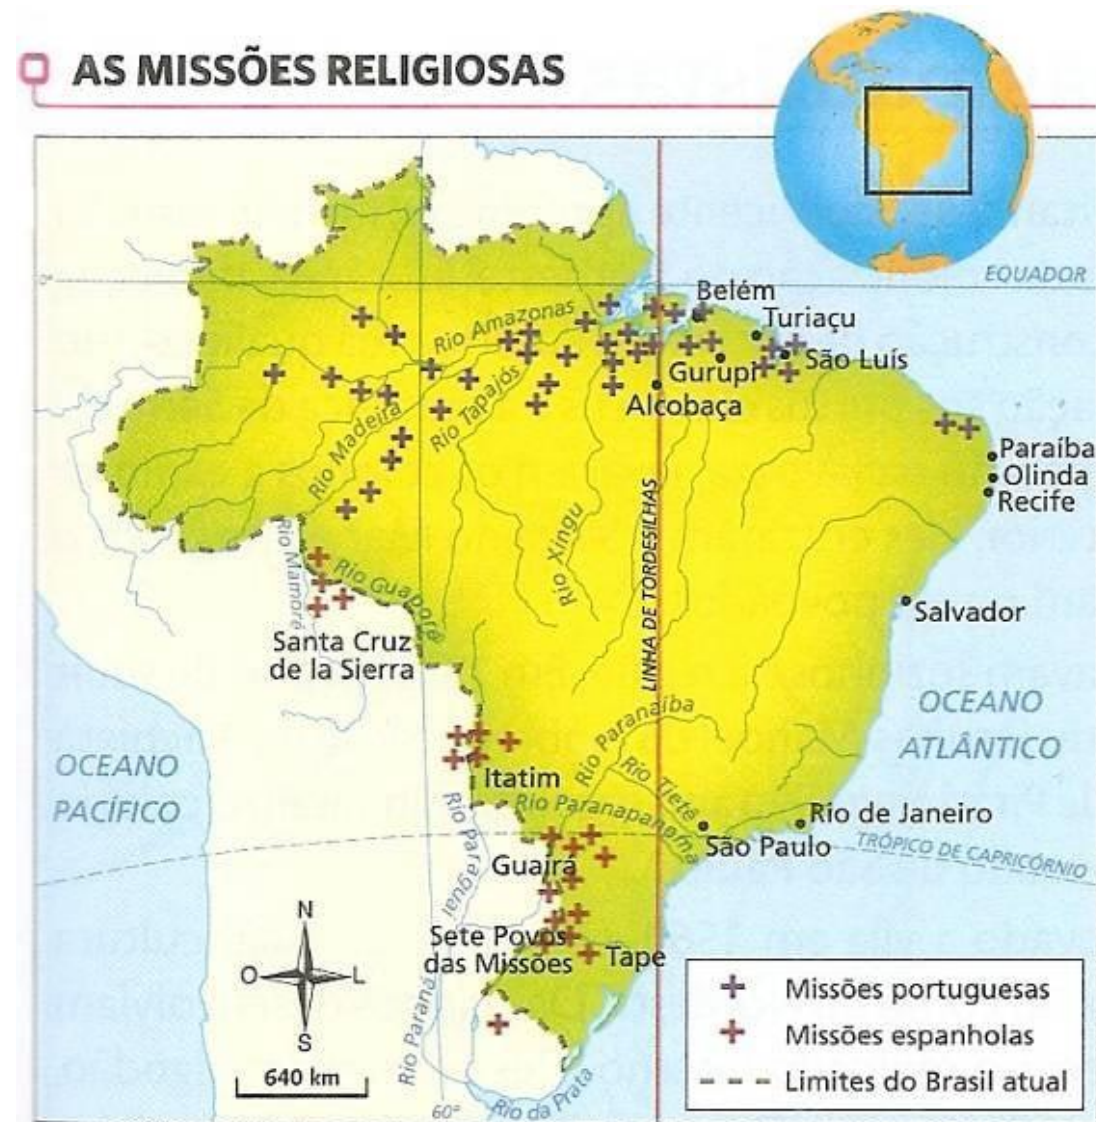 AS MISSÕES RELIGIOSAS
EQUADOR
0°
Belém
Rio Amazonas
Turiaçu
São Luís
Gurupi
Alcobaça
Rio Tapajós
Rio Madeira
Paraíba
Olinda
Recife
LINHA DE TORDESILHAS
Rio Xingu
Rio Mamoré
Rio Guaporé
Salvador
Santa Cruz
de la Sierra
OCEANO
ATLÂNTICO
Rio Paranaíba
OCEANO
PACÍFICO
Itatim
Rio Tietê
Rio Paranapanema
Rio de Janeiro
São Paulo
TRÓPICO DE CAPRICÓRNIO
Rio Paraguai
Guairá
Sete Povos
das Missões
Tape
N
O
L
S
640 km
Rio Paraná
60°
Rio da Prata
Missões portuguesas
Missões espanholas
Limites do Brasil atual